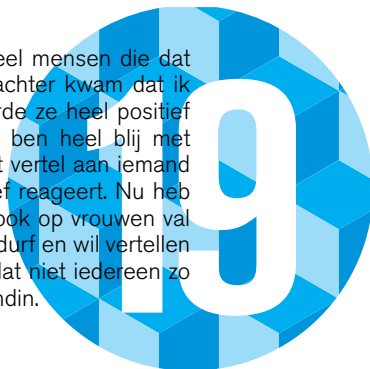 eel mensen die dat
achter kwam dat ik
rde ze heel positief
ben heel blij met
t vertel aan iemand
ef reageert. Nu heb
ook op vrouwen val
durf en wil vertellen
dat niet iedereen zo
ndin.
19